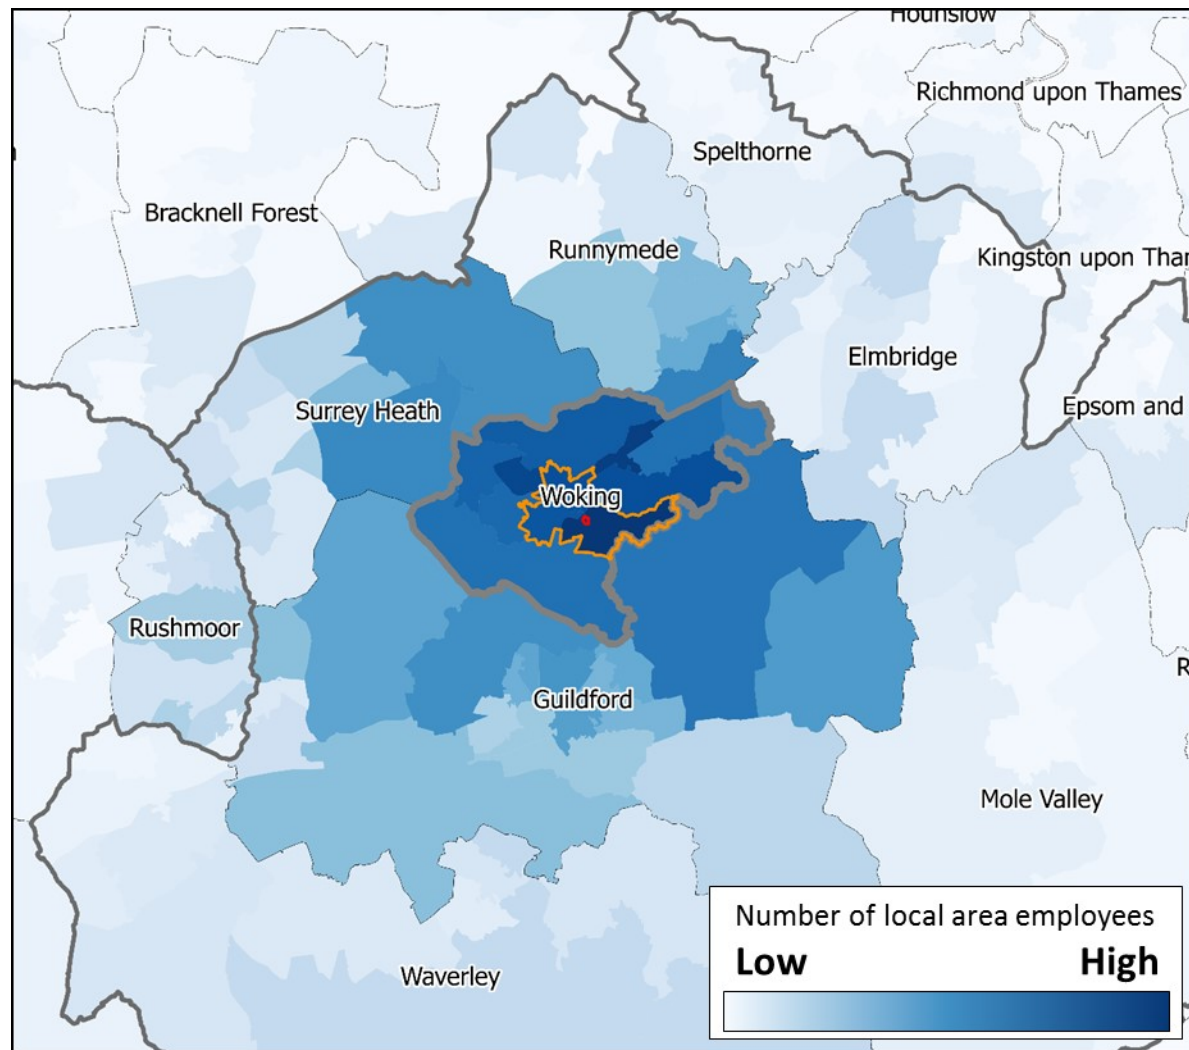 Hounslow
Richmond upon Thames
Spelthorne
Bracknell Forest
Runnymede
Kingston upon Thar
Elmbridge
Surrey Heath
Epsom and
Woking
Rushmoor
R
Guildford
Mole Valley
Waverley
Number of local area employees
Low High